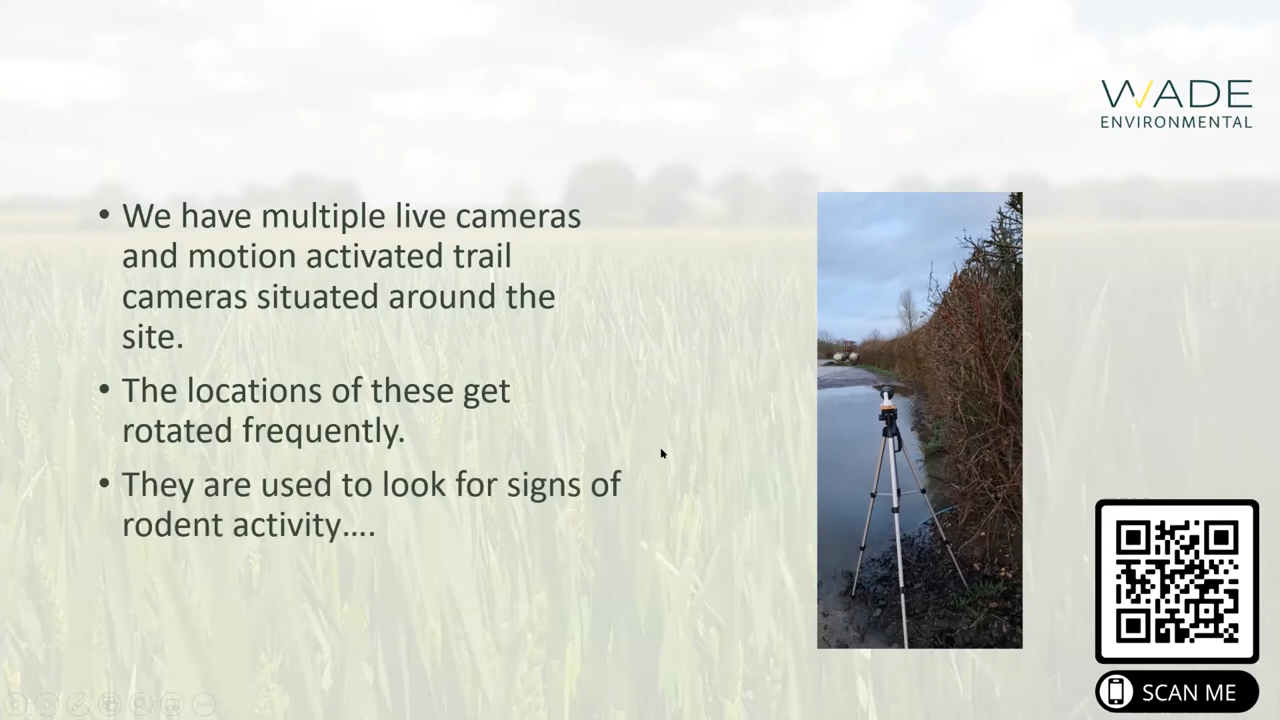 WADE
ENVIRONMENTAL
• We have multiple live cameras
and motion activated trail
cameras situated around the
site.
• The locations of these get
rotated frequently.
• They are used to look for signs of
rodent activity....
SCAN ME